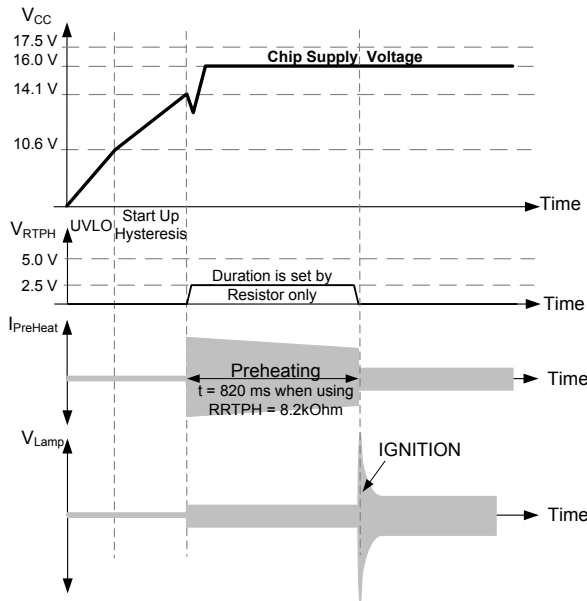 VCC
17.5 V
16.0 V
Chip Supply Voltage
14.1 V
10.6 V
Time
UVLO
Start Up
Hysteresis
VRTPH
5.0 V
2.5 V
Duration is set by
Resistor only
Time
IPreHeat
Preheating
t = 820 ms when using
RRTPH = 8.2kOhm
Time
VLamp
IGNITION
Time